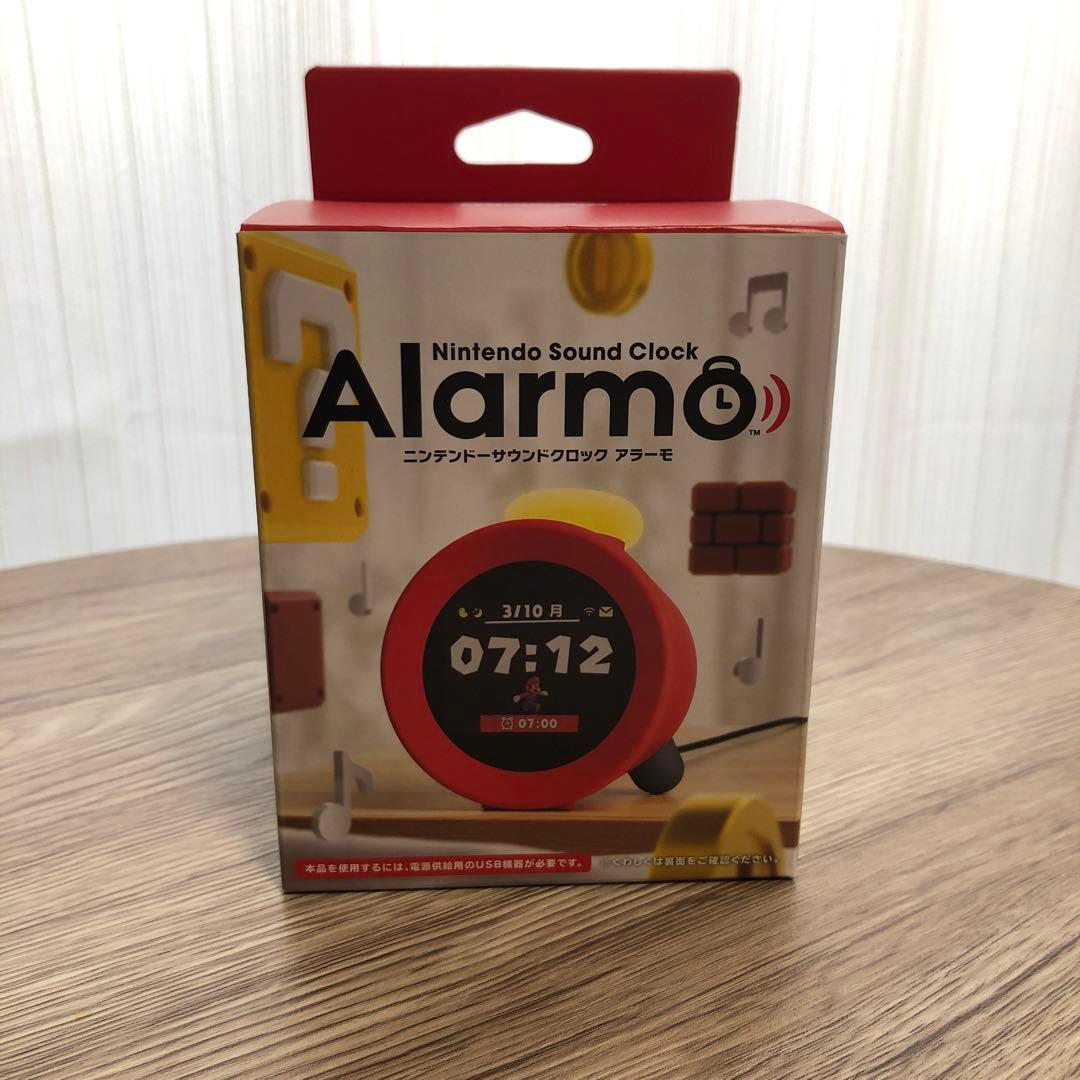 Nintendo Sound Clock
Alarmo
TM
ニンテンドーサウンドクロック アラーモ
3/10 月
07:12
07:00
本品を使用するには、電源供給用のUSB機器が必要です。
※くわしくは裏面をご確認ください。